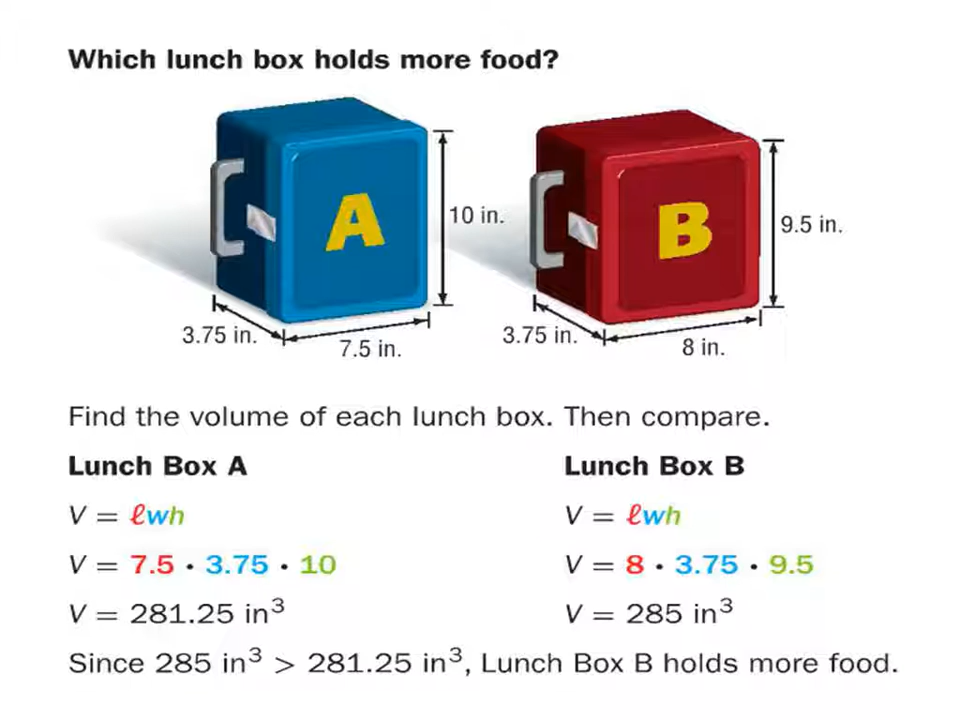 Which lunch box holds more food?
A
10 in.
3.75 in.
7.5 in.
B
9.5 in.
3.75 in.
8 in.
Find the volume of each lunch box. Then compare.
Lunch Box A
V = ℓwh
V = 7.5 • 3.75 • 10
V = 281.25 in³
Lunch Box B
V = ℓwh
V = 8 • 3.75 • 9.5
V = 285 in³
Since 285 in³ > 281.25 in³, Lunch Box B holds more food.